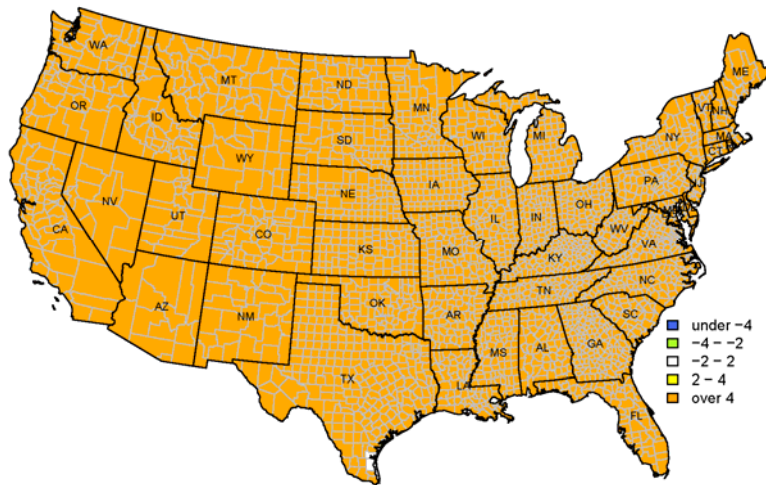 WA
MT
ND
ME
OR
ID
MN
VT
NH
SD
WI
MI
NY
MA
WY
CT
IA
PA
NE
NJ
NV
UT
IL
IN
OH
CO
WV
CA
KS
MO
KY
VA
TN
NC
AZ
NM
OK
AR
SC
MS
AL
GA
TX
LA
FL
under −4
−4 − −2
−2 − 2
2 − 4
over 4